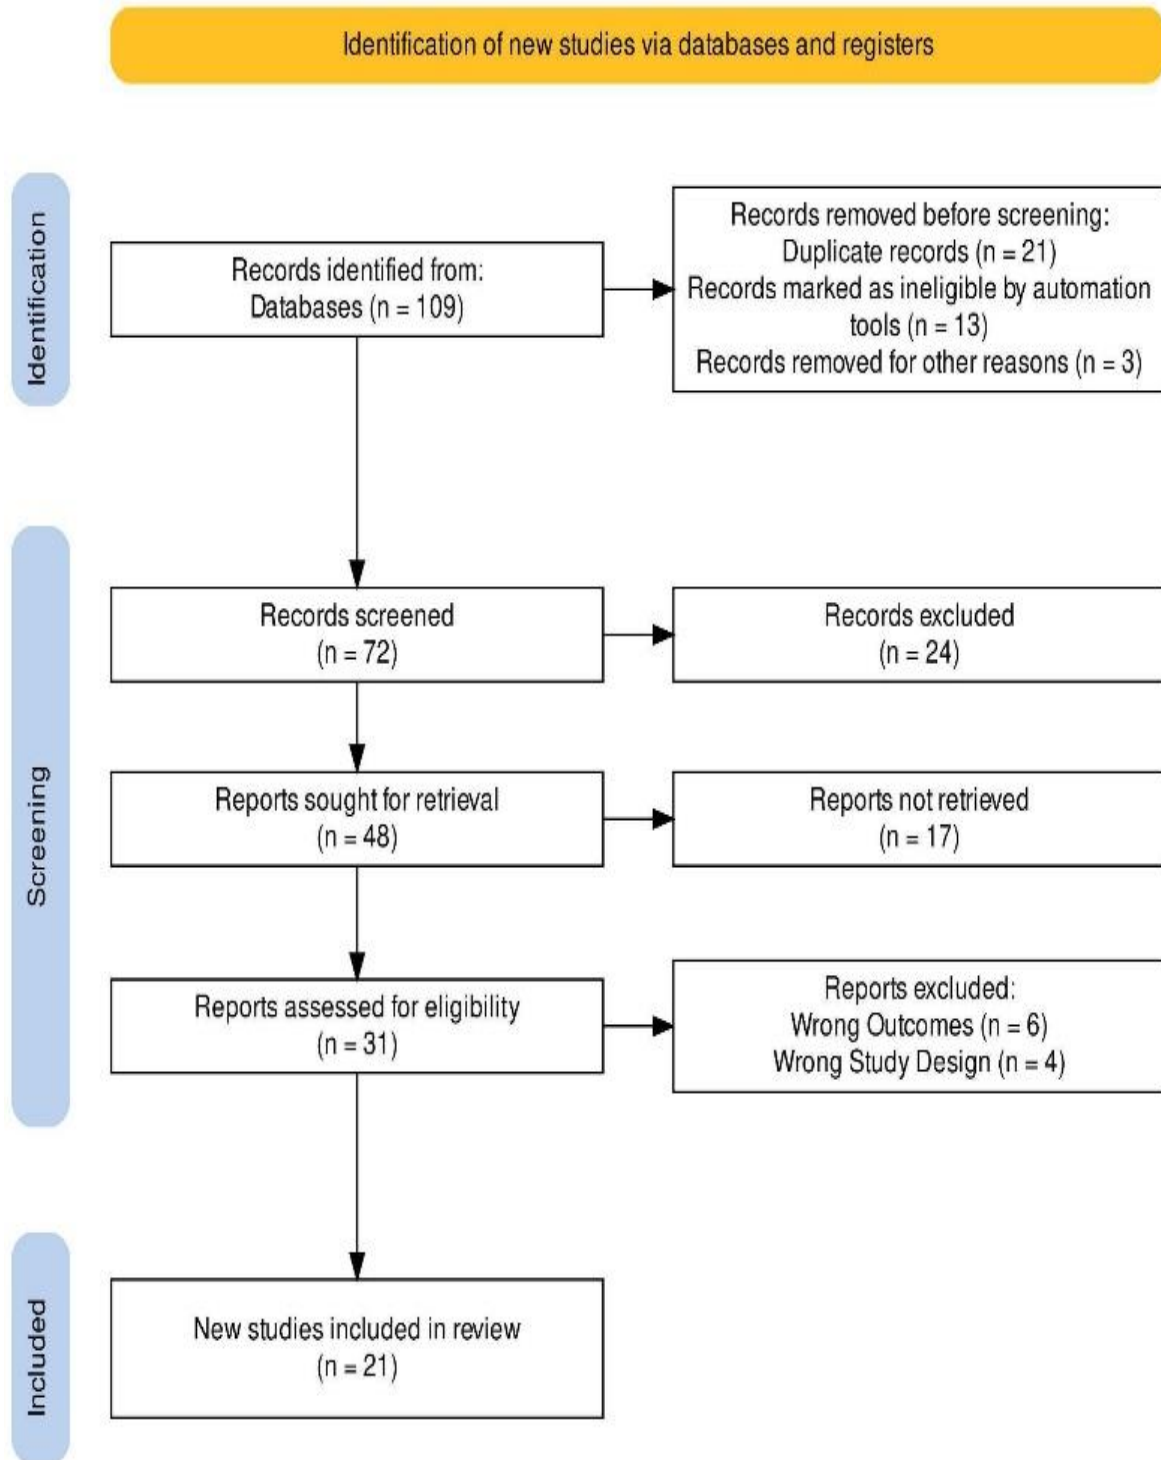 Identification of new studies via databases and registers
Identification
Records identified from:
Databases (n = 109)
Records removed before screening:
Duplicate records (n = 21)
Records marked as ineligible by automation
tools (n = 13)
Records removed for other reasons (n = 3)
Screening
Records screened
(n = 72)
Records excluded
(n = 24)
Reports sought for retrieval
(n = 48)
Reports not retrieved
(n = 17)
Reports assessed for eligibility
(n = 31)
Reports excluded:
Wrong Outcomes (n = 6)
Wrong Study Design (n = 4)
Included
New studies included in review
(n = 21)